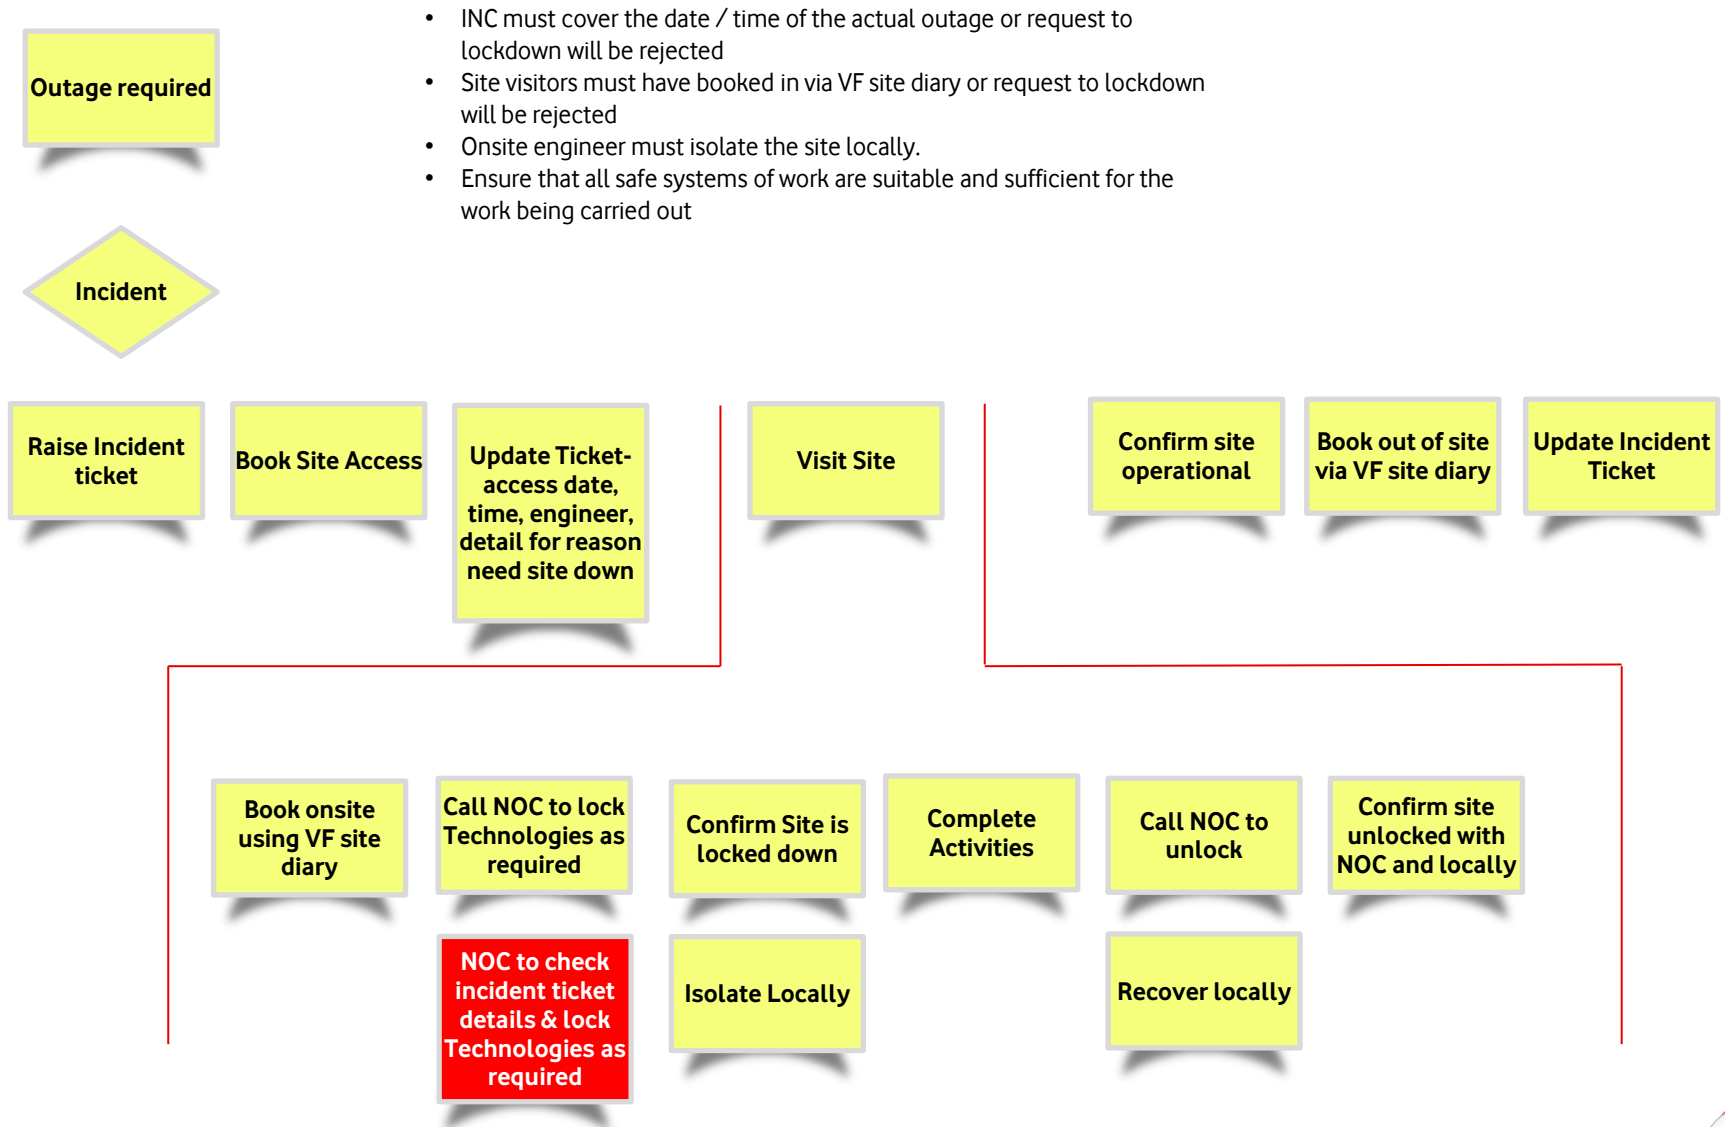 • INC must cover the date / time of the actual outage or request to
lockdown will be rejected
• Site visitors must have booked in via VF site diary or request to lockdown
will be rejected
• Onsite engineer must isolate the site locally.
• Ensure that all safe systems of work are suitable and sufficient for the
work being carried out
Outage required
Incident
Raise Incident
ticket
Book Site Access
Update Ticket-
access date,
time, engineer,
detail for reason
need site down
Visit Site
Confirm site
operational
Book out of site
via VF site diary
Update Incident
Ticket
Book onsite
using VF site
diary
Call NOC to lock
Technologies as
required
Confirm Site is
locked down
Complete
Activities
Call NOC to
unlock
Confirm site
unlocked with
NOC and locally
NOC to check
incident ticket
details & lock
Technologies as
required
Isolate Locally
Recover locally